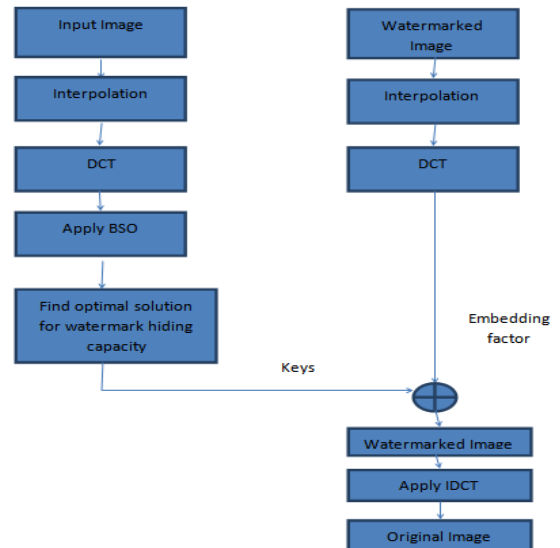 Input Image
Interpolation
DCT
Apply BSO
Find optimal solution
for watermark hiding
capacity
Keys
Watermarked
Image
Interpolation
DCT
Embedding
factor
Watermarked Image
Apply IDCT
Original Image